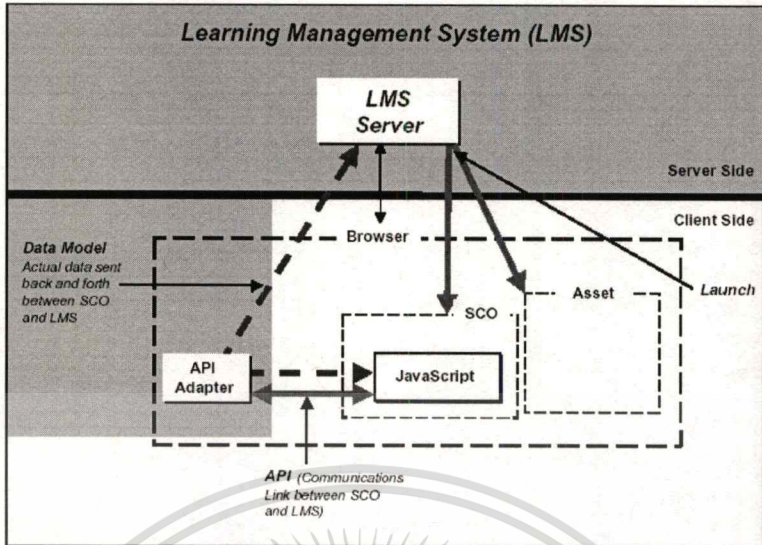 Learning Management System (LMS)
LMS
Server
Server Side
Client Side
Browser
Data Model
Actual data sent
back and forth
between SCO
and LMS
Launch
Asset
SCO
API
Adapter
JavaScript
API (Communications
Link between SCO
and LMS)